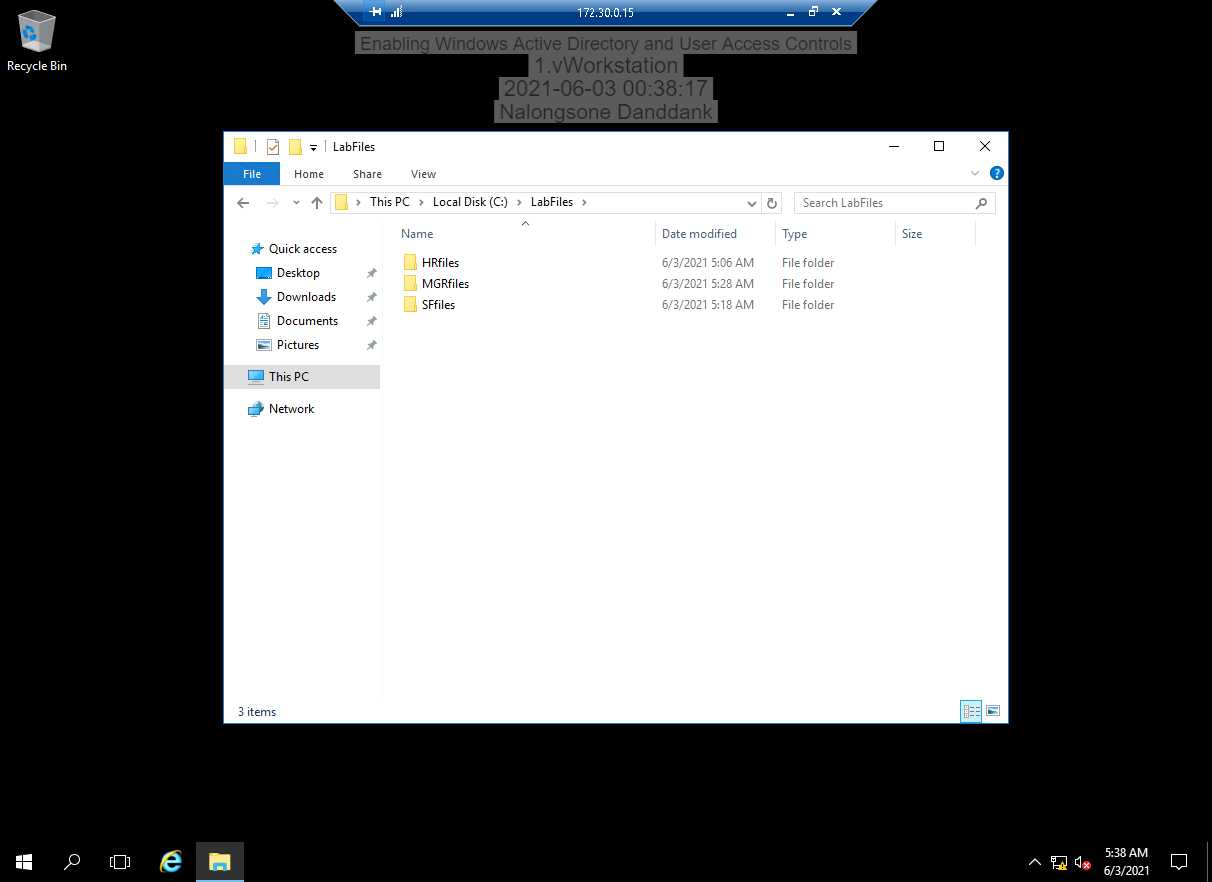 172.30.0.15
Recycle Bin
Enabling Windows Active Directory and User Access Controls
1.vWorkstation
2021-06-03 00:38:17
Nalongsone Danddank
LabFiles
File Home Share View
This PC Local Disk (C:) LabFiles
Search LabFiles
Name Date modified Type Size
Quick access
Desktop
Downloads
Documents
Pictures
This PC
Network
HRfiles 6/3/2021 5:06 AM File folder
MGRfiles 6/3/2021 5:28 AM File folder
SFfiles 6/3/2021 5:18 AM File folder
3 items
5:38 AM
6/3/2021